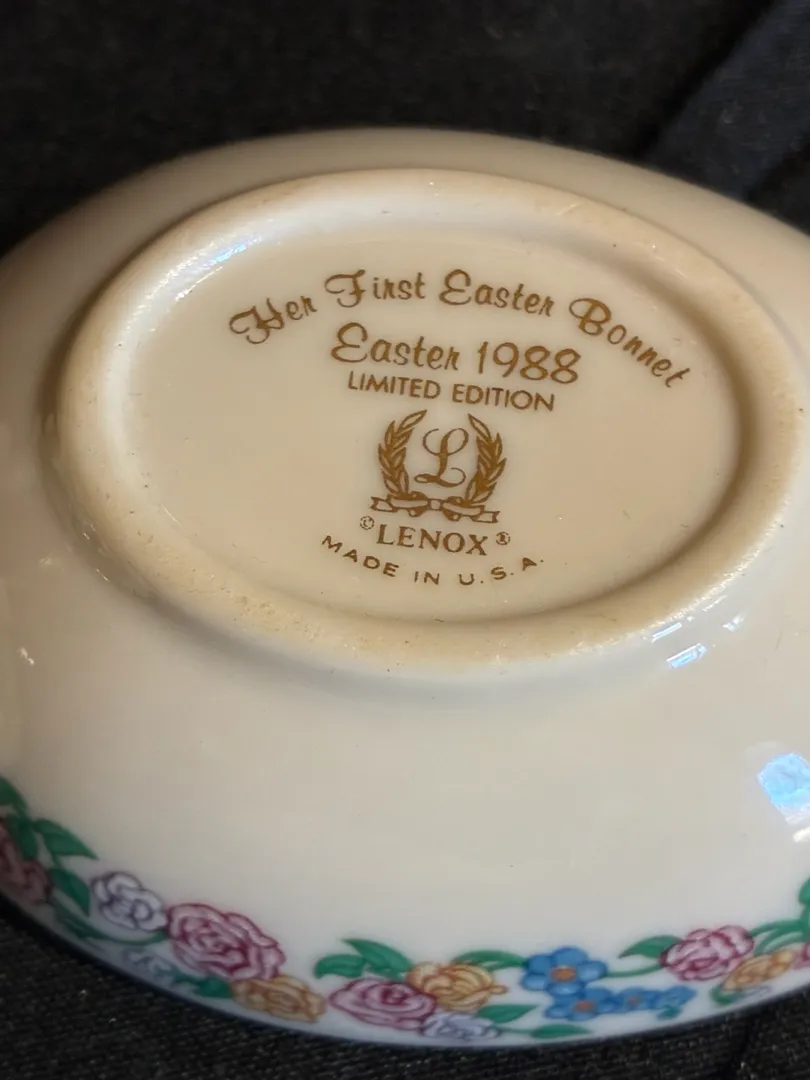 Her First Easter Bonnet
Easter 1988
LIMITED EDITION
L
© LENOX ®
MADE IN U.S.A.